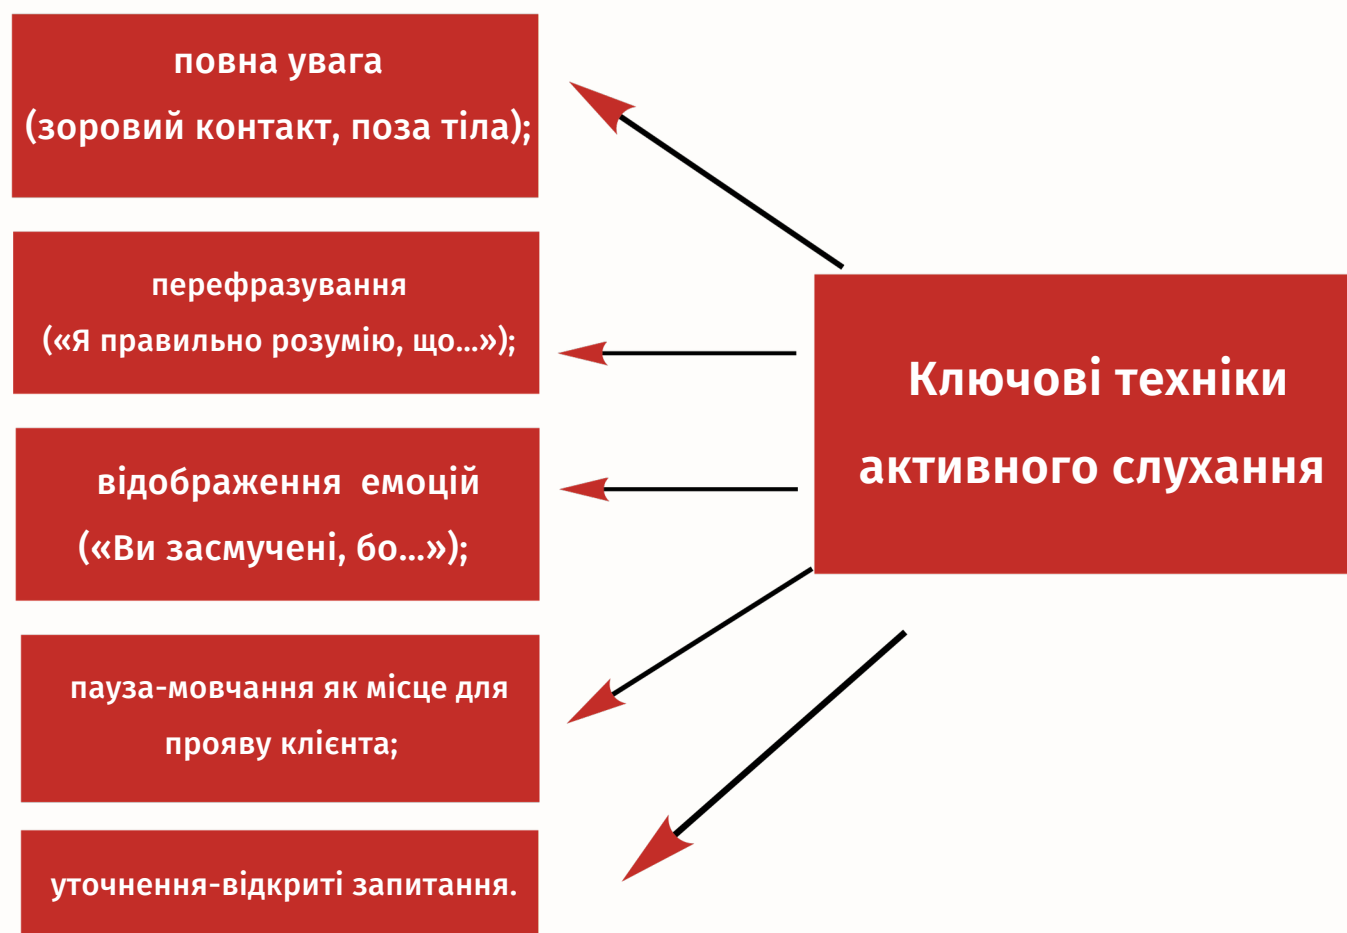 повна увага
(зоровий контакт, поза тіла);
перефразування
(«Я правильно розумію, що...»);
відображення емоцій
(«Ви засмучені, бо...»);
пауза-мовчання як місце для
прояву клієнта;
уточнення-відкриті запитання.
Ключові техніки
активного слухання